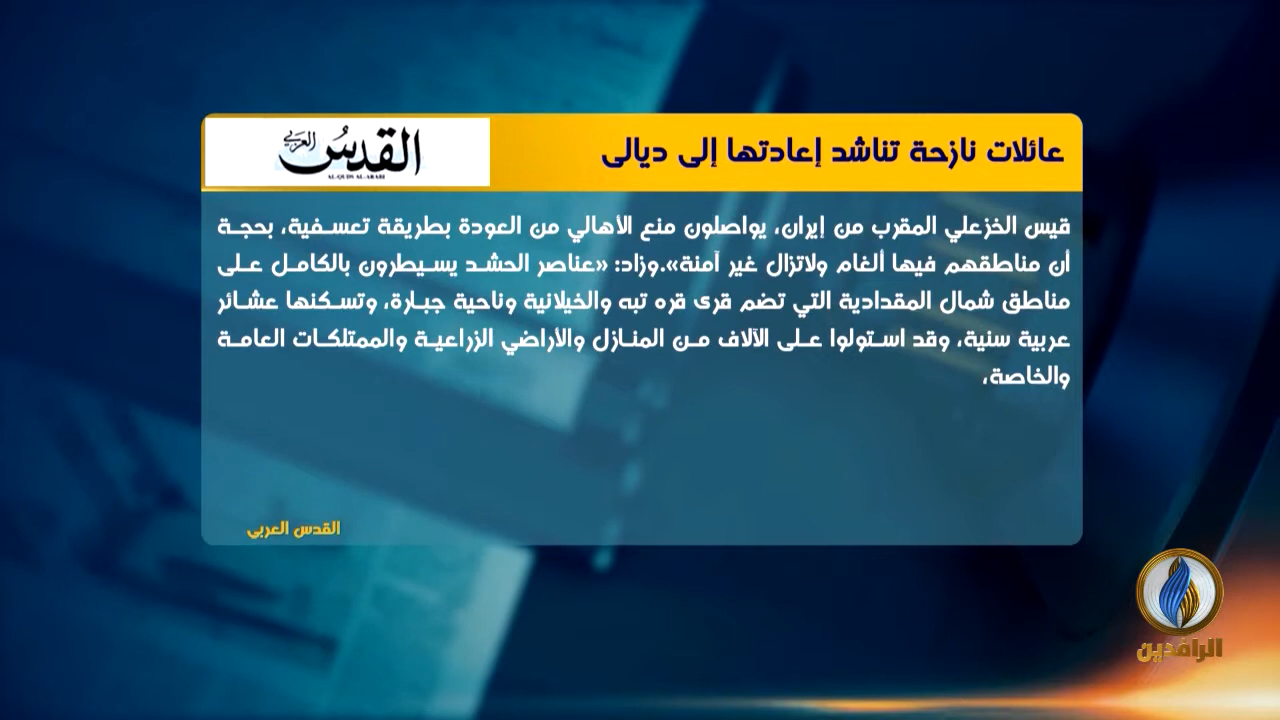 عائلات نازحة تناشد إعادتها إلى ديالى
القدس العربي
AL-QUDS AL-ARABI
قيس الخزعلي المقرب من إيران، يواصلون منع الأهالي من العودة بطريقة تعسفية، بحجة
أن مناطقهم فيها ألغام ولاتزال غير آمنة».وزاد: «عناصر الحشد يسيطرون بالكامل على
مناطق شمال المقدادية التي تضم قرى قره تبه والخيلانية وناحية جبارة، وتسكنها عشائر
عربية سنية، وقد استولوا على الآلاف من المنازل والأراضي الزراعية والممتلكات العامة
والخاصة،
القدس العربي
الرافدين